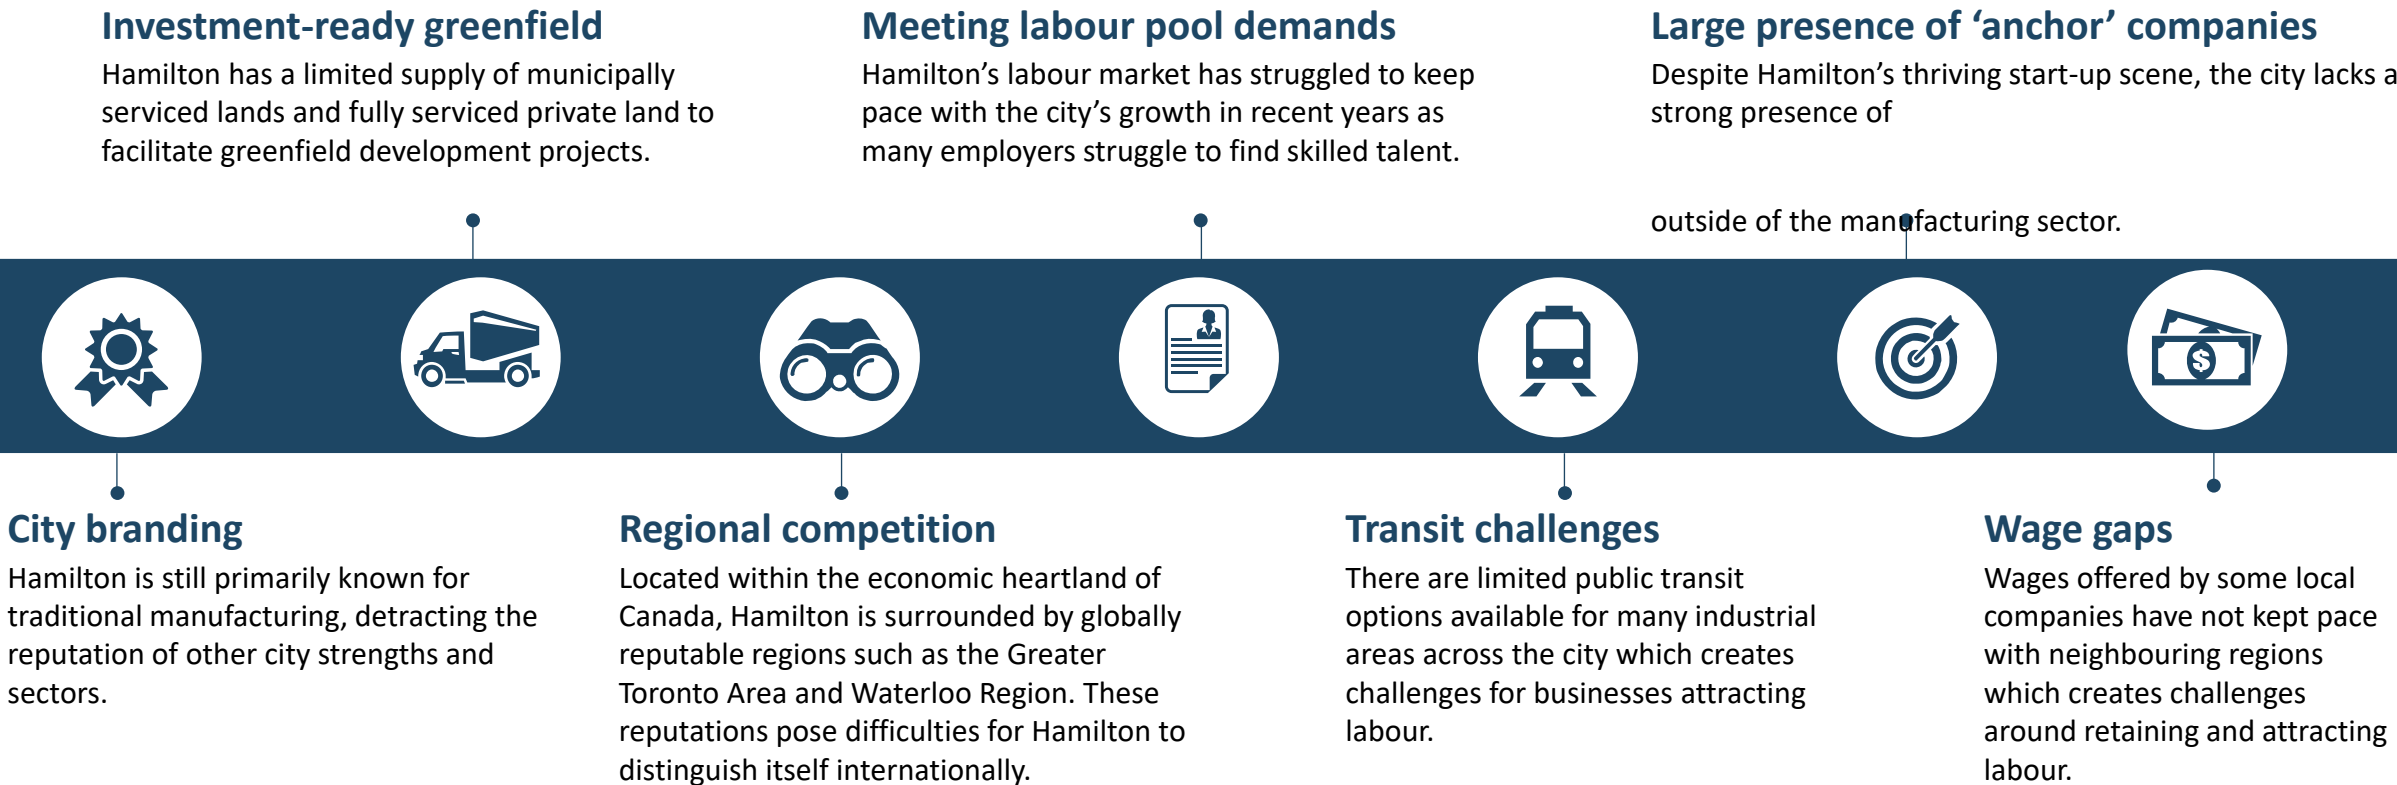 Investment-ready greenfield
Hamilton has a limited supply of municipally
serviced lands and fully serviced private land to
facilitate greenfield development projects.
Meeting labour pool demands
Hamilton’s labour market has struggled to keep
pace with the city’s growth in recent years as
many employers struggle to find skilled talent.
Large presence of ‘anchor’ companies
Despite Hamilton’s thriving start-up scene, the city lacks a
strong presence of
outside of the manufacturing sector.
$
City branding
Hamilton is still primarily known for
traditional manufacturing, detracting the
reputation of other city strengths and
sectors.
Regional competition
Located within the economic heartland of
Canada, Hamilton is surrounded by globally
reputable regions such as the Greater
Toronto Area and Waterloo Region. These
reputations pose difficulties for Hamilton to
distinguish itself internationally.
Transit challenges
There are limited public transit
options available for many industrial
areas across the city which creates
challenges for businesses attracting
labour.
Wage gaps
Wages offered by some local
companies have not kept pace
with neighbouring regions
which creates challenges
around retaining and attracting
labour.